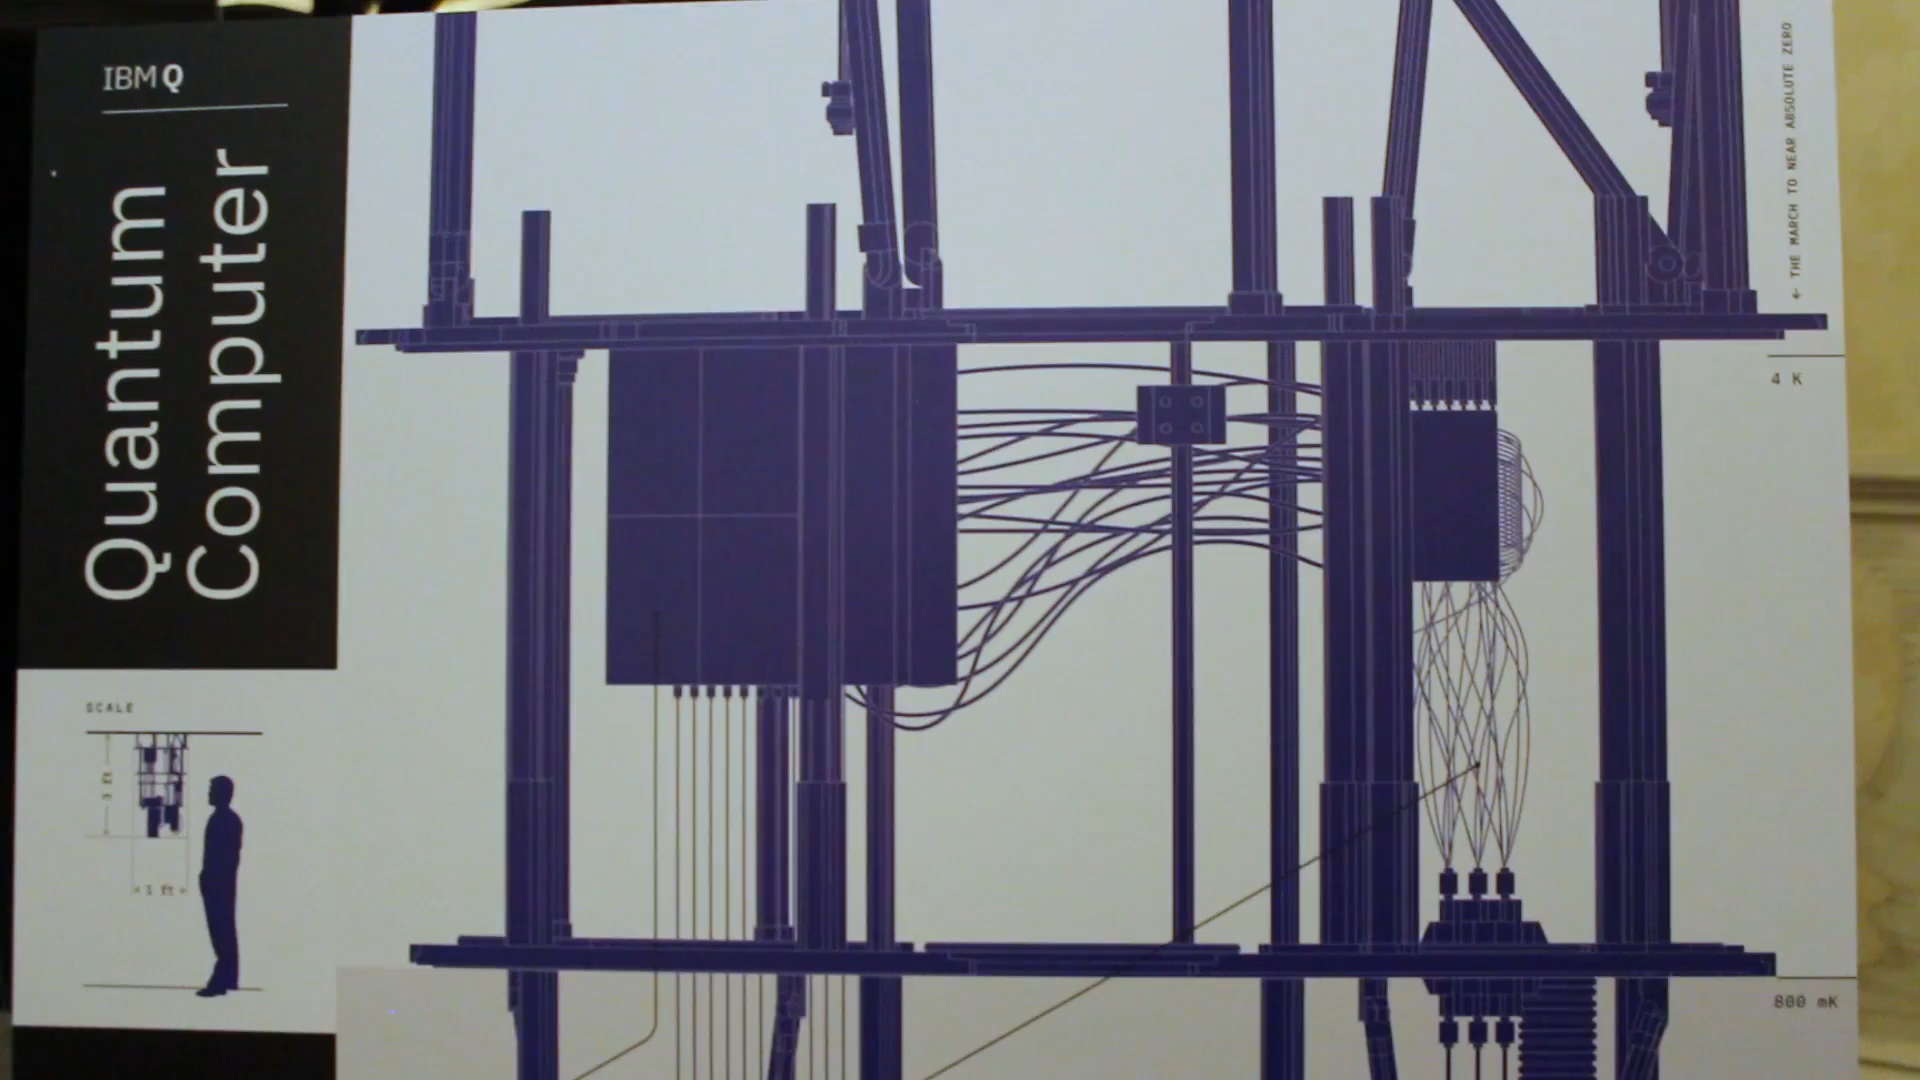 IBM Q
Quantum
Computer
← THE MARCH TO NEAR ABSOLUTE ZERO
4 K
SCALE
3 ft
1 ft
800 mK